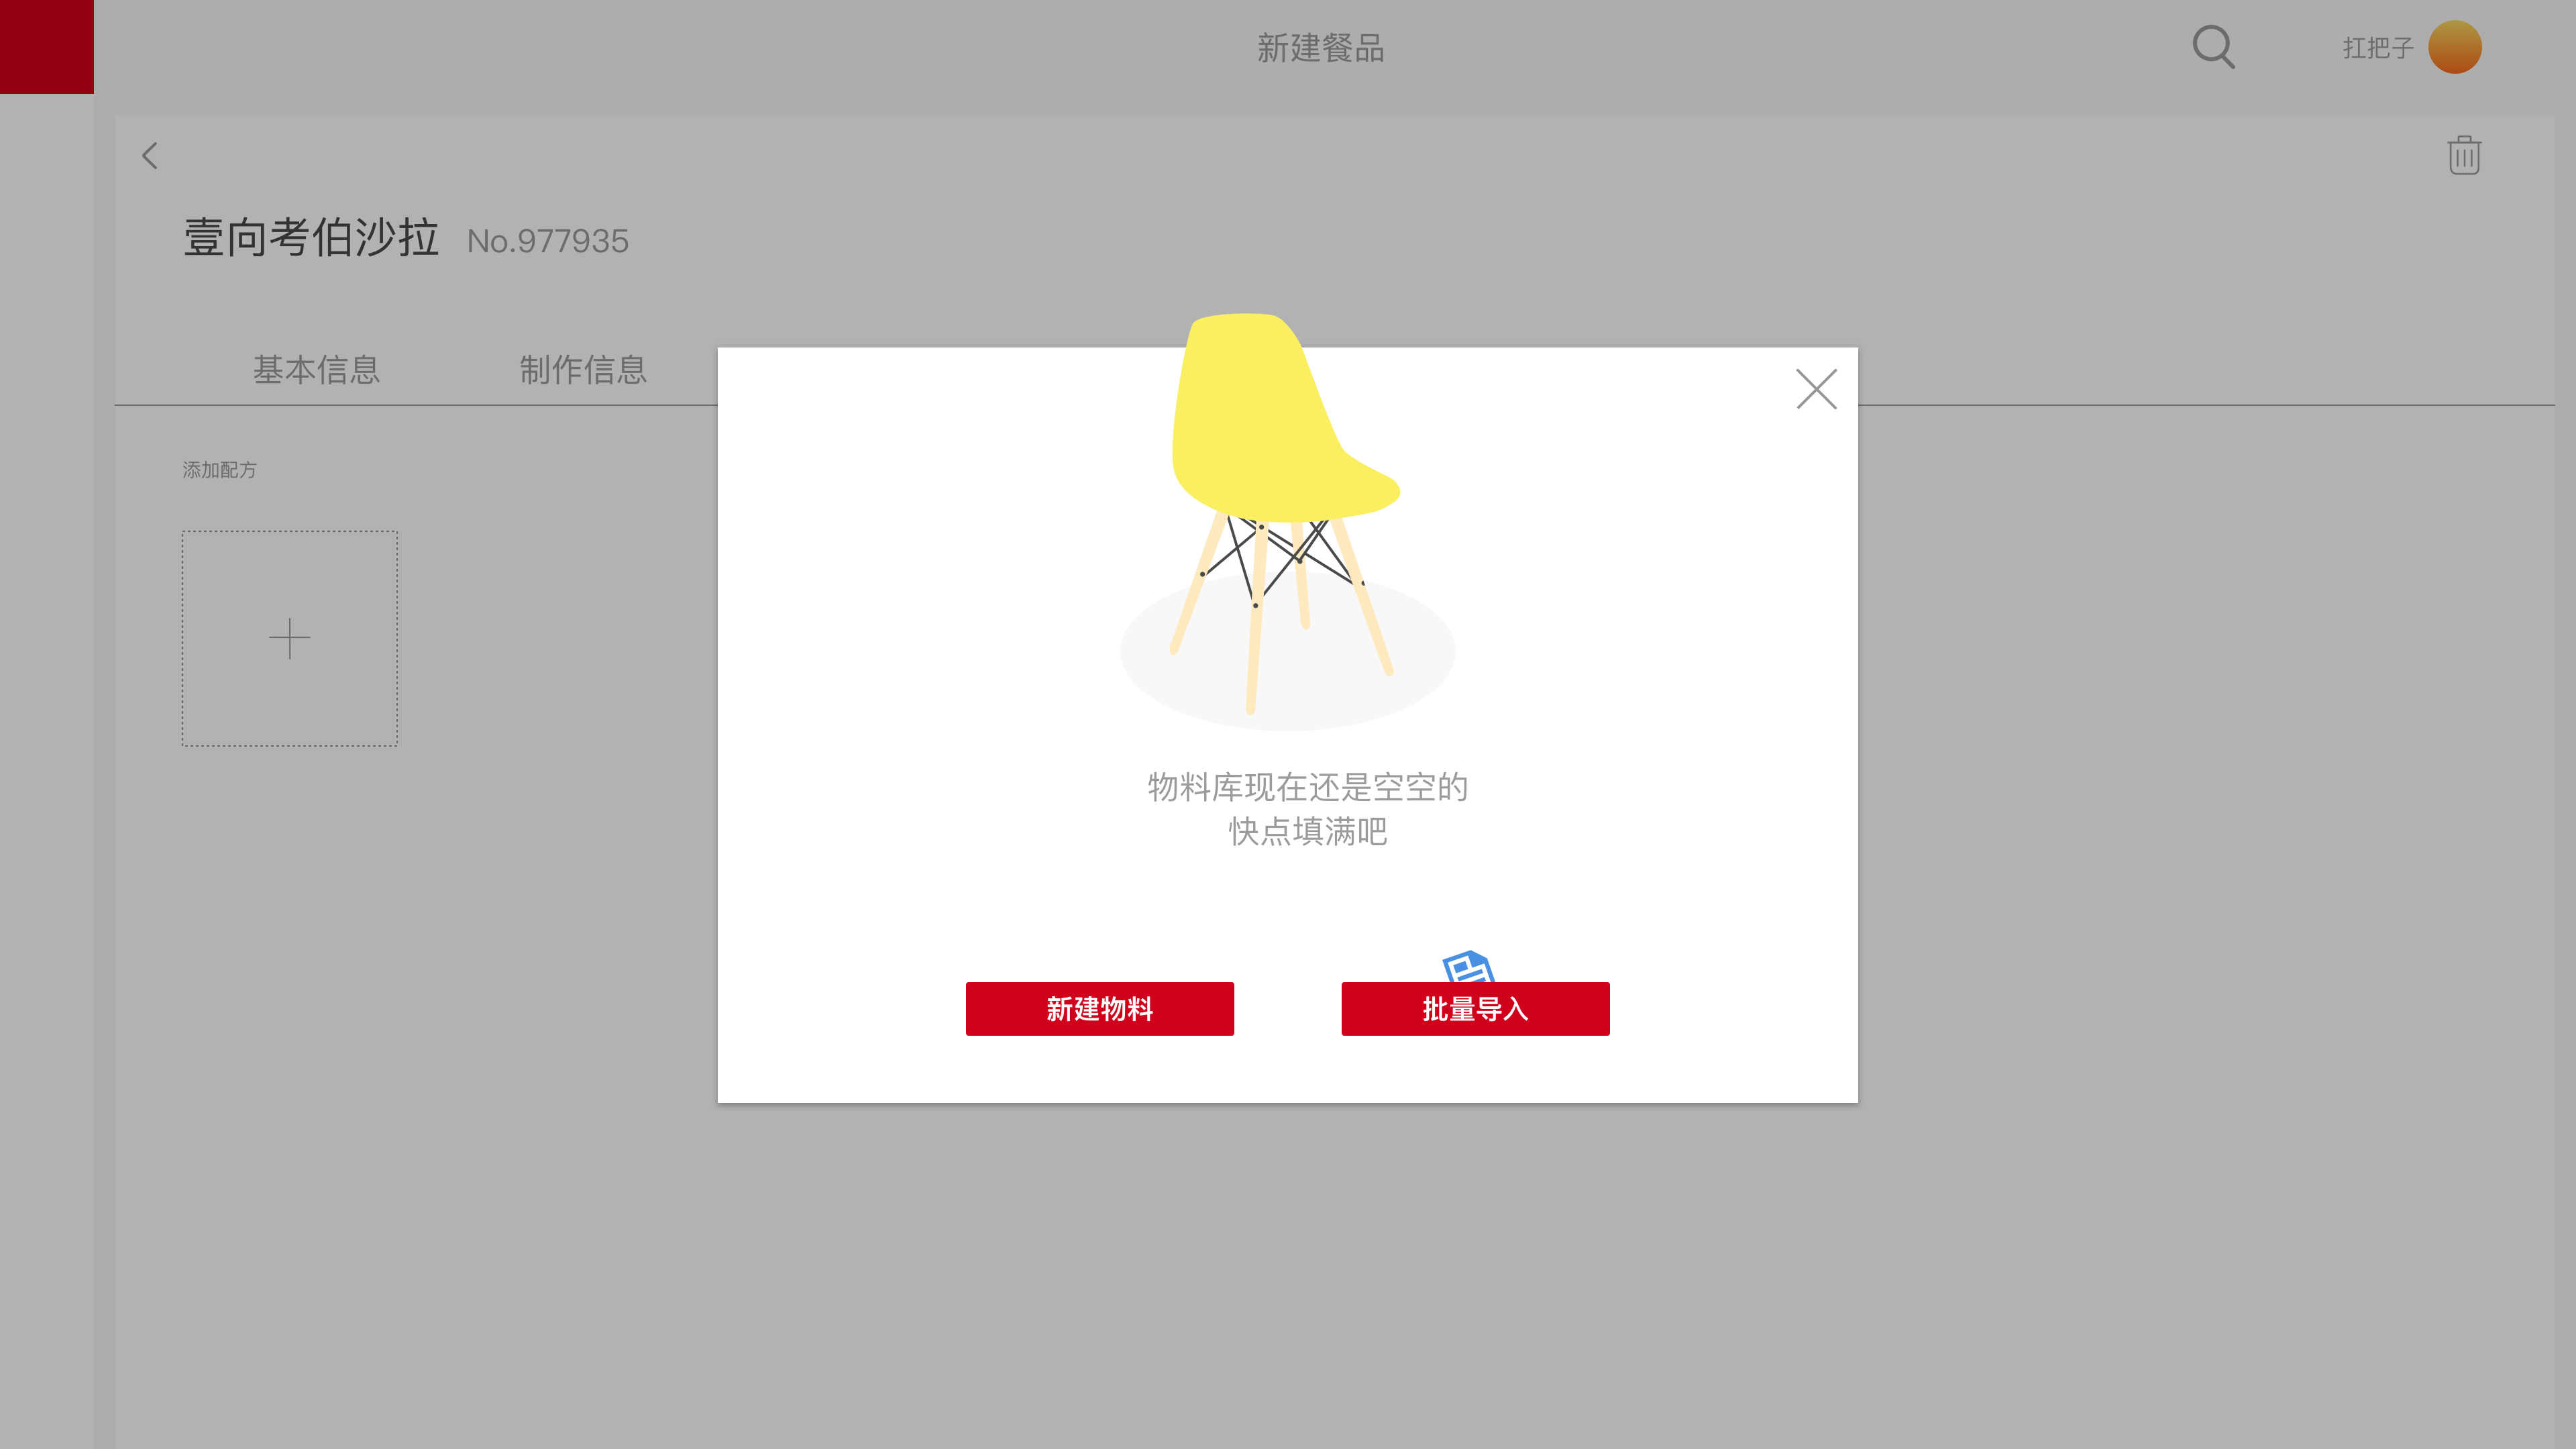 新建餐品
扛把子
壹向考伯沙拉 No.977935
基本信息 制作信息
添加配方
物料库现在还是空空的
快点填满吧
新建物料 批量导入